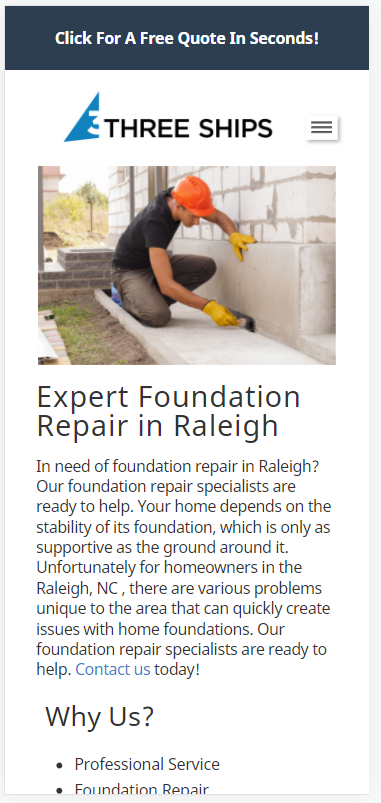 Click For A Free Quote In Seconds!
THREE SHIPS
Expert Foundation
Repair in Raleigh
In need of foundation repair in Raleigh?
Our foundation repair specialists are
ready to help. Your home depends on the
stability of its foundation, which is only as
supportive as the ground around it.
Unfortunately for homeowners in the
Raleigh, NC , there are various problems
unique to the area that can quickly create
issues with home foundations. Our
foundation repair specialists are ready to
help. Contact us today!
Why Us?
• Professional Service
• Foundation Repair